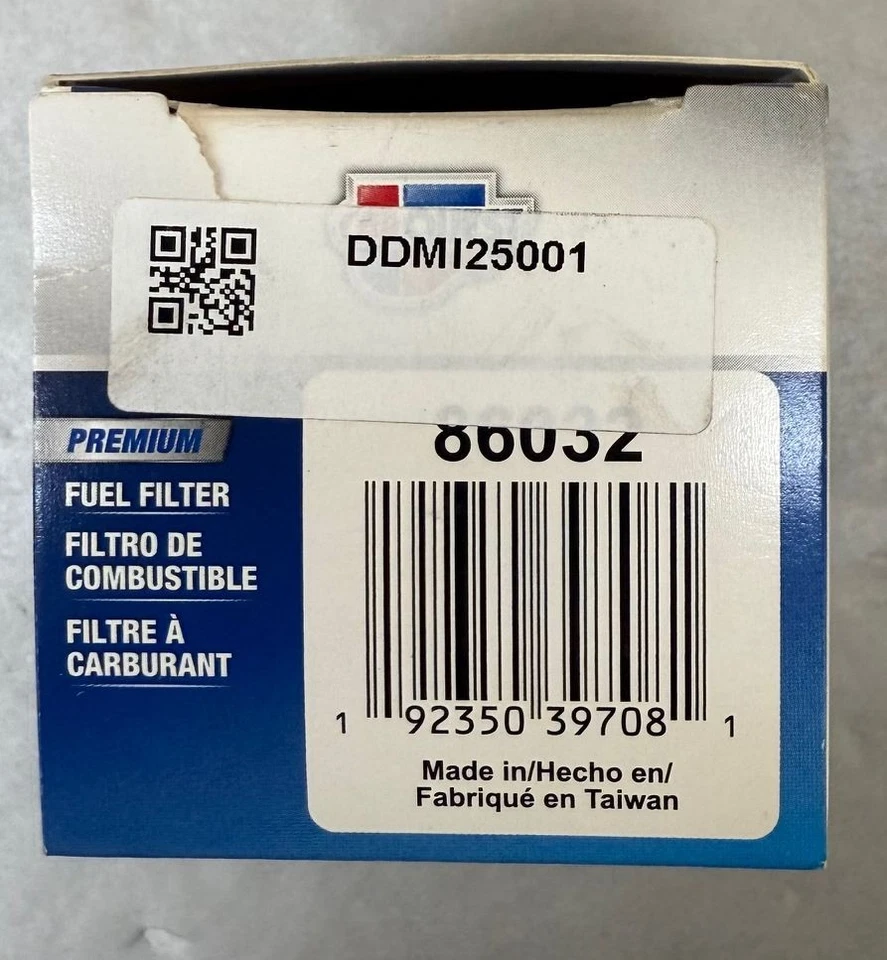 DDMI25001
86032
PREMIUM
FUEL FILTER
FILTRO DE
COMBUSTIBLE
FILTRE À
CARBURANT
1 92350 39708 1
Made in/Hecho en/
Fabriqué en Taiwan